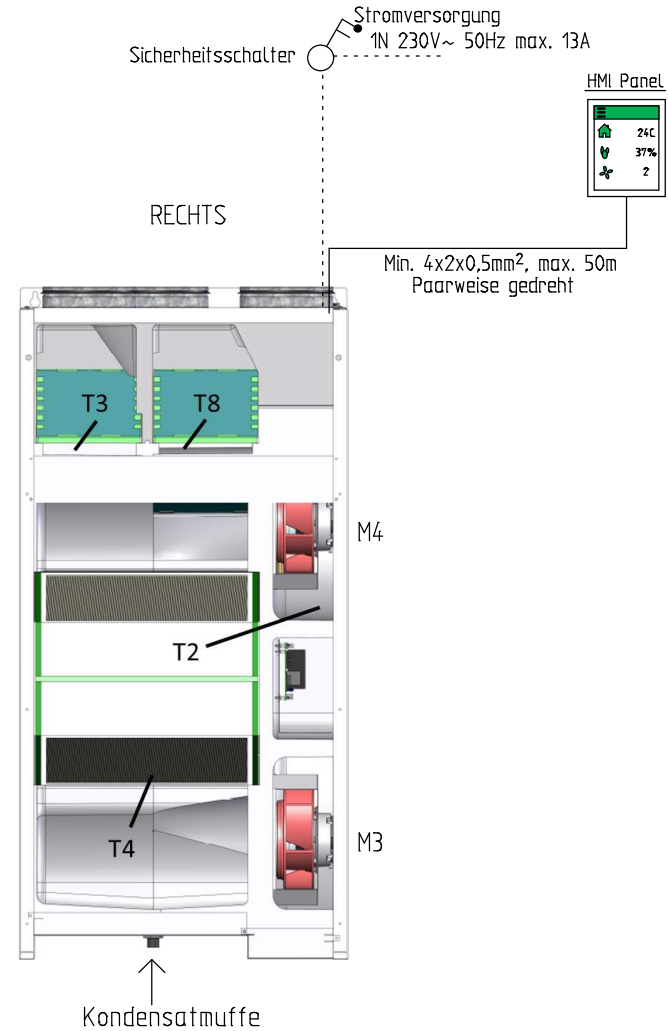 Stromversorgung
1N 230V~ 50Hz max. 13A
Sicherheitsschalter
HMI Panel
24C
37%
2
RECHTS
Min. 4x2x0,5mm², max. 50m
Paarweise gedreht
T3
T8
M4
T2
T4
M3
Kondensatmuffe